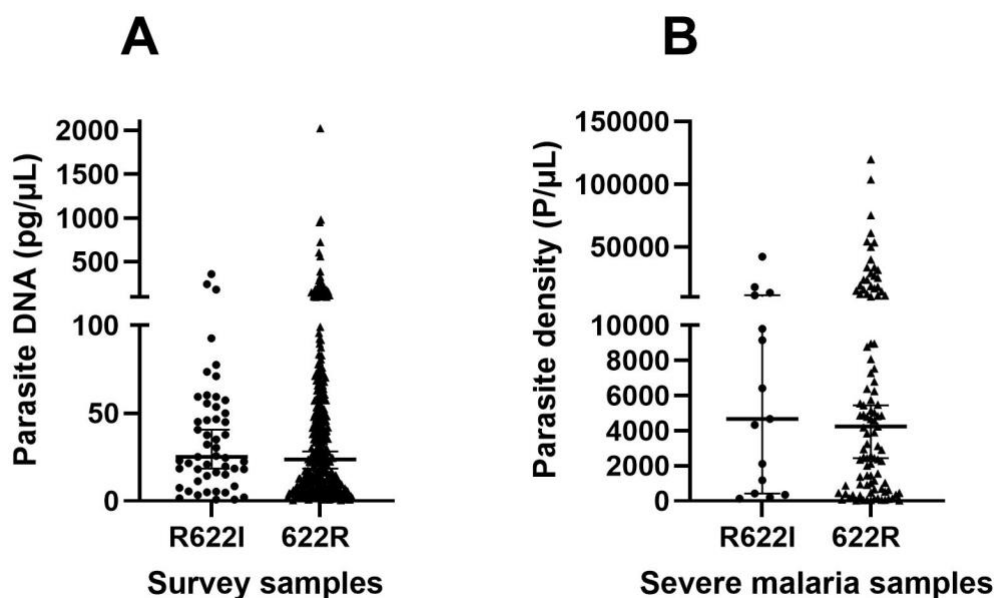 A
Parasite DNA (pg/µL)
2000
1500
1000
500
100
50
0
R622I
622R
Survey samples
B
Parasite density (P/µL)
150000
100000
50000
10000
8000
6000
4000
2000
0
R622I
622R
Severe malaria samples